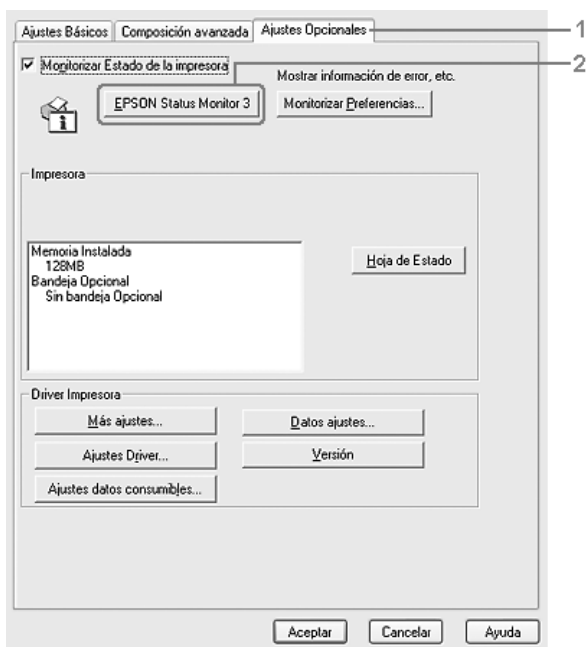 Ajustes Básicos Composición avanzada Ajustes Opcionales 1
Monitorizar Estado de la impresora 2
Mostrar información de error, etc.
EPSON Status Monitor 3 Monitorizar Preferencias...
Impresora
Memoria Instalada
128MB
Bandeja Opcional
Sin bandeja Opcional
Hoja de Estado
Driver Impresora
Más ajustes... Datos ajustes...
Ajustes Driver... Versión
Ajustes datos consumibles...
Aceptar Cancelar Ayuda